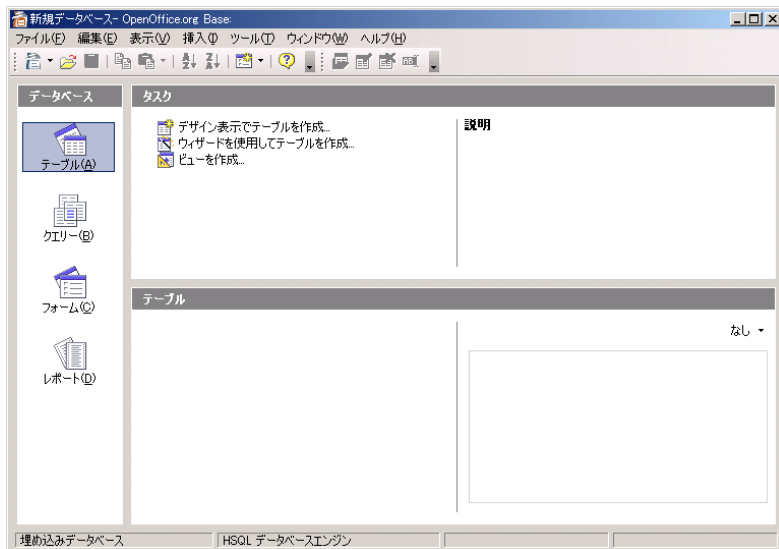 新規データベース- OpenOffice.org Base:
ファイル(F) 編集(E) 表示(V) 挿入(I) ツール(T) ウィンドウ(W) ヘルプ(H)
データベース
タスク
テーブル(A)
クエリー(B)
フォーム(C)
レポート(D)
デザイン表示でテーブルを作成...
ウィザードを使用してテーブルを作成...
ビューを作成...
説明
テーブル
なし
埋め込みデータベース
HSQL データベースエンジン